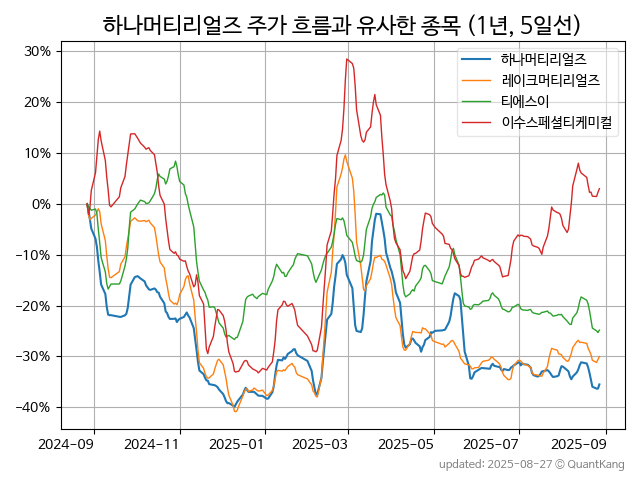 하나머티리얼즈 주가 흐름과 유사한 종목 (1년, 5일선)
하나머티리얼즈
레이크머티리얼즈
티에스이
이수스페셜티케미컬
30%
20%
10%
0%
−10%
−20%
−30%
−40%
2024-09 2024-11 2025-01 2025-03 2025-05 2025-07 2025-09
updated: 2025-08-27 © QuantKang